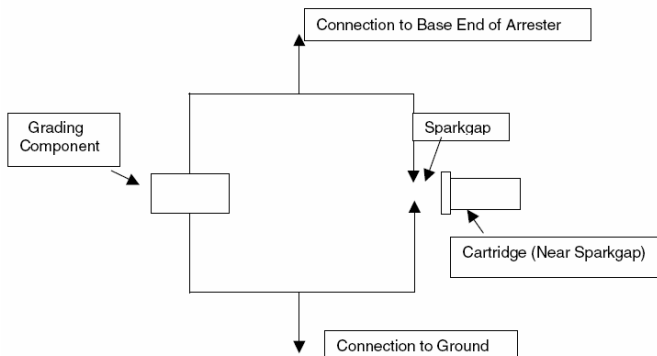 Connection to Base End of Arrester
Grading
Component
Sparkgap
Cartridge (Near Sparkgap)
Connection to Ground